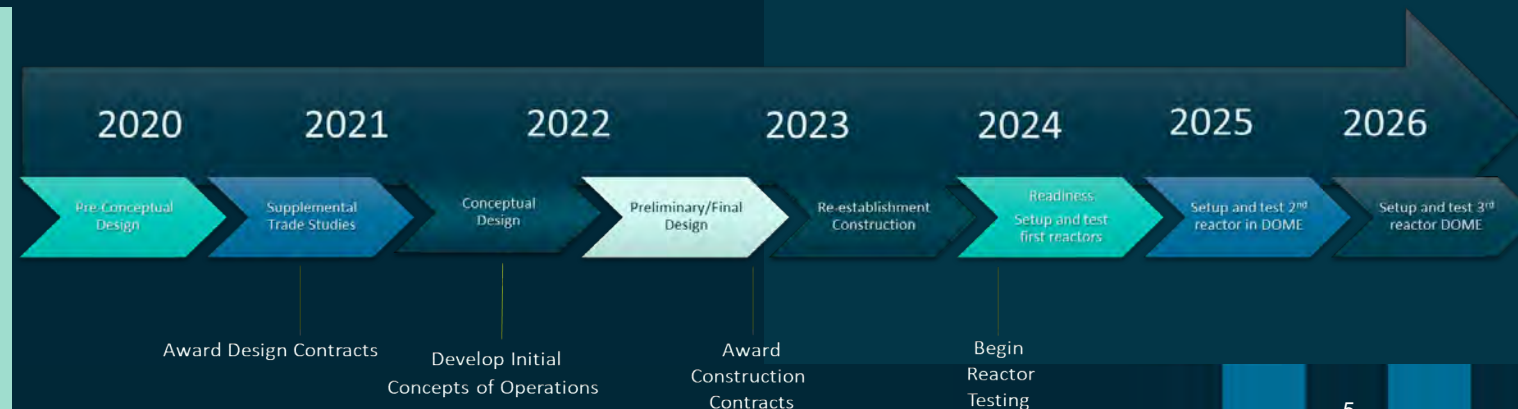 2020 2021 2022 2023 2024 2025 2026
Pre-Conceptual
Design
Supplemental
Trade Studies
Conceptual
Design
Preliminary/Final
Design
Re-establishment
Construction
Readiness
Setup and test
first reactors
Setup and test 2nd
reactor in DOME
Setup and test 3rd
reactor DOME
Award Design Contracts
Develop Initial
Concepts of Operations
Award
Construction
Contracts
Begin
Reactor
Testing
5